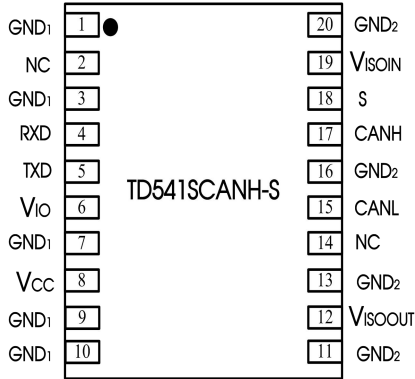 GND1 1 20 GND2
NC 2 19 VISOIN
GND1 3 18 S
RXD 4 17 CANH
TXD 5 16 GND2
TD541SCANH-S
VIO 6 15 CANL
GND1 7 14 NC
VCC 8 13 GND2
GND1 9 12 VISOOUT
GND1 10 11 GND2